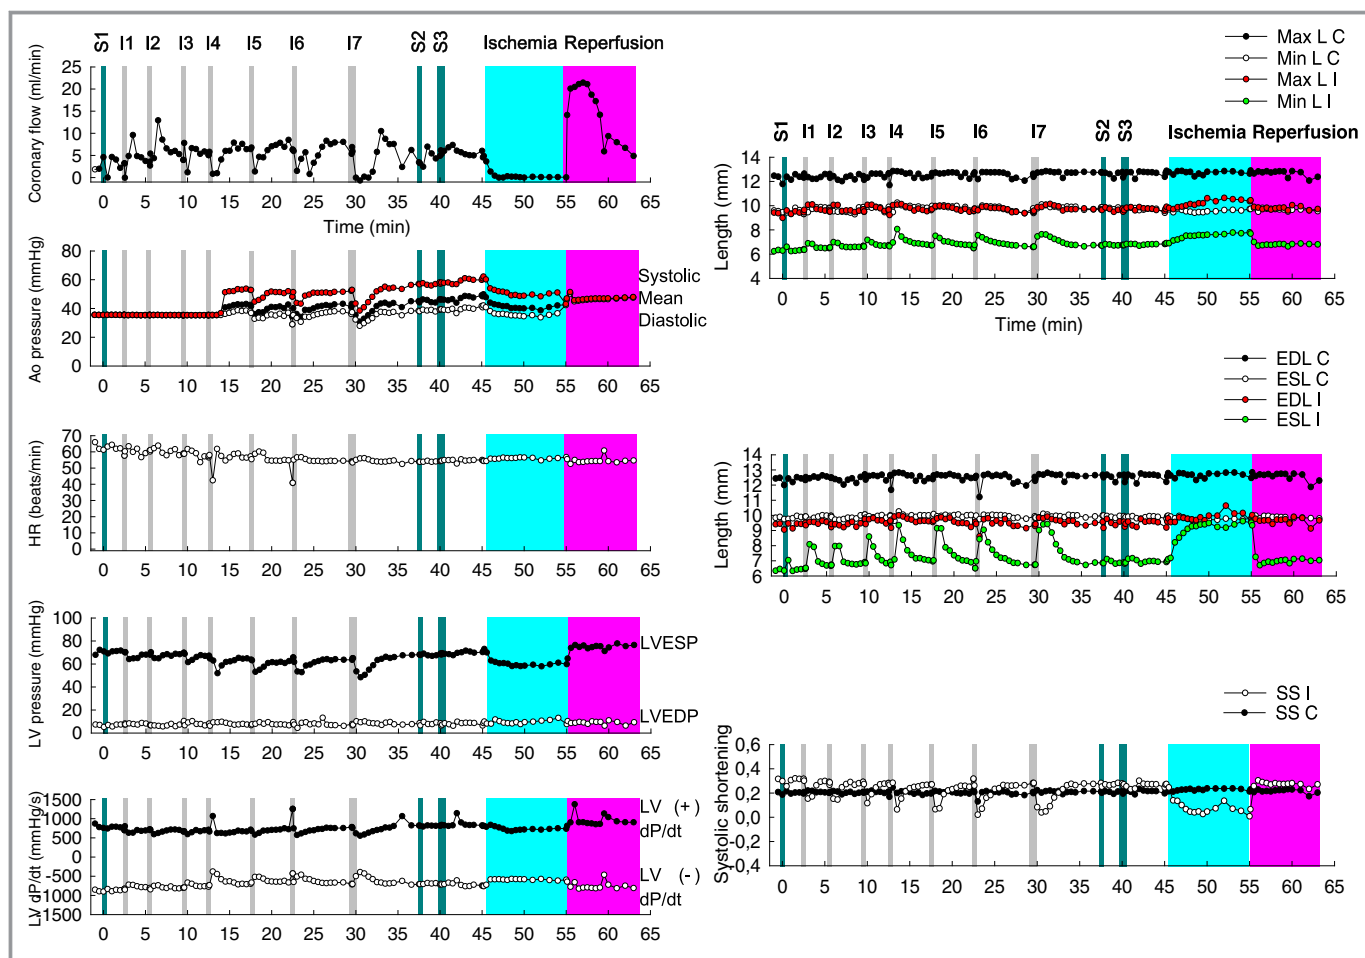 S1 I1 I2 I3 I4 I5 I6 I7 S2 S3 Ischemia Reperfusion
Coronary flow (ml/min)
25
20
15
10
5
0
0 5 10 15 20 25 30 35 40 45 50 55 60 65
Time (min)
Ao pressure (mmHg)
80
60
40
20
0
Systolic
Mean
Diastolic
0 5 10 15 20 25 30 35 40 45 50 55 60 65
HR (beats/min)
70
60
50
40
30
20
10
0
0 5 10 15 20 25 30 35 40 45 50 55 60 65
LV pressure (mmHg)
100
80
60
40
20
0
LVESP
LVEDP
0 5 10 15 20 25 30 35 40 45 50 55 60 65
LV dP/dt (mmHg/s)
1500
1000
500
0
-500
1000
1500
LV (+)
dP/dt
LV (-)
dP/dt
0 5 10 15 20 25 30 35 40 45 50 55 60 65
Max L C
Min L C
Max L I
Min L I
S1 I1 I2 I3 I4 I5 I6 I7 S2 S3 Ischemia Reperfusion
Length (mm)
14
12
10
8
6
4
0 5 10 15 20 25 30 35 40 45 50 55 60 65
Time (min)
EDL C
ESL C
EDL I
ESL I
Length (mm)
14
13
12
11
10
9
8
7
6
0 5 10 15 20 25 30 35 40 45 50 55 60 65
SS I
SS C
Systolic shortening
0,6
0,4
0,2
0,0
-0,2
-0,4
0 5 10 15 20 25 30 35 40 45 50 55 60 65